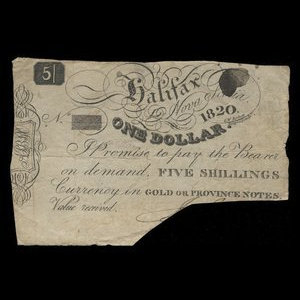 5/
Halifax
Nova Scotia
1820
No
ONE DOLLAR.
I Promise to pay the Bearer
on demand, FIVE SHILLINGS
Currency in GOLD OR PROVINCE NOTES.
Value received.